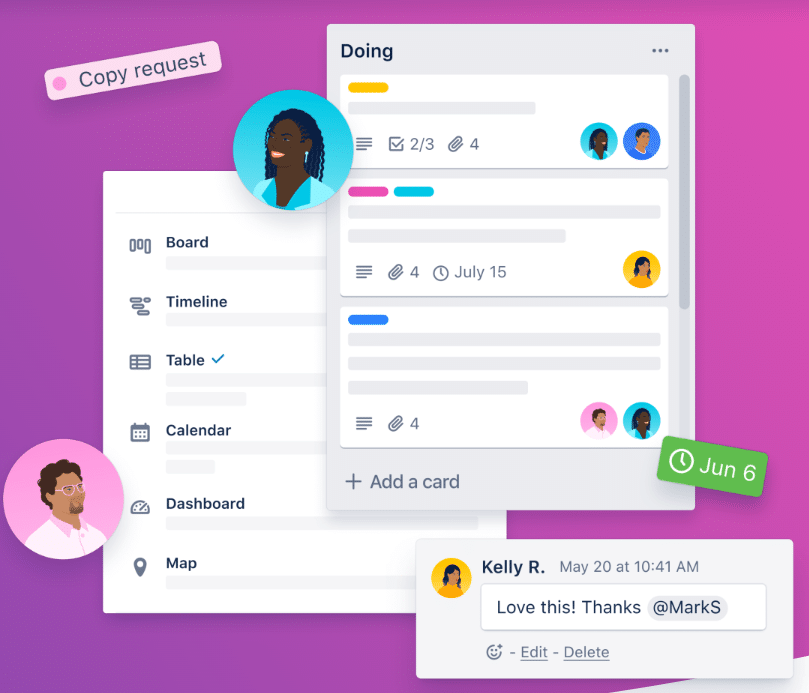 Copy request
Doing
2/3 4
4 July 15
4
+ Add a card
Board
Timeline
Table
Calendar
Dashboard
Map
Jun 6
Kelly R. May 20 at 10:41 AM
Love this! Thanks @MarkS
- Edit - Delete